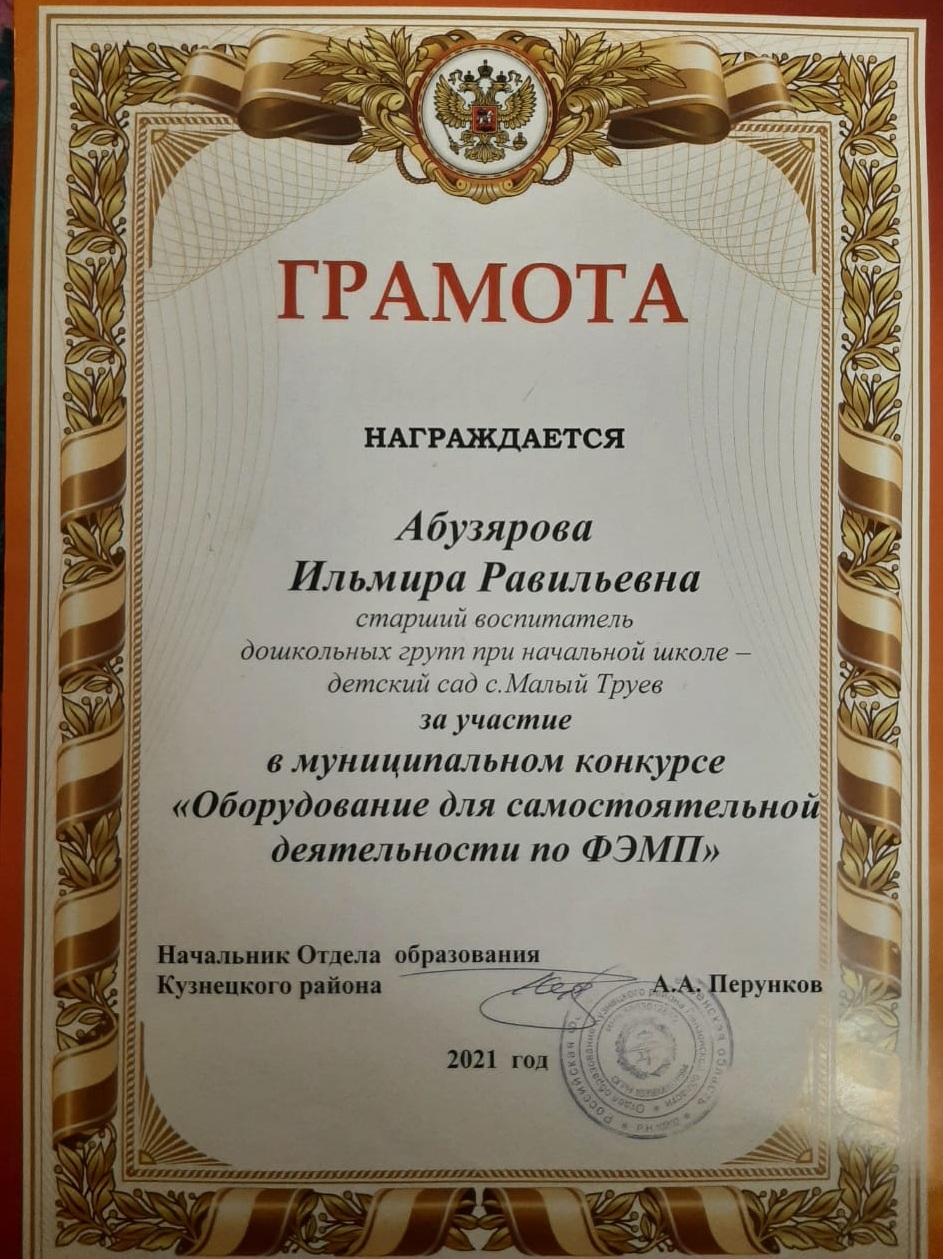 ГРАМОТА
НАГРАЖДАЕТСЯ
Абузярова
Ильмира Равильевна
старший воспитатель
дошкольных групп при начальной школе –
детский сад с.Малый Труев
за участие
в муниципальном конкурсе
«Оборудование для самостоятельной
деятельности по ФЭМП»
Начальник Отдела образования
Кузнецкого района А.А. Перунков
2021 год